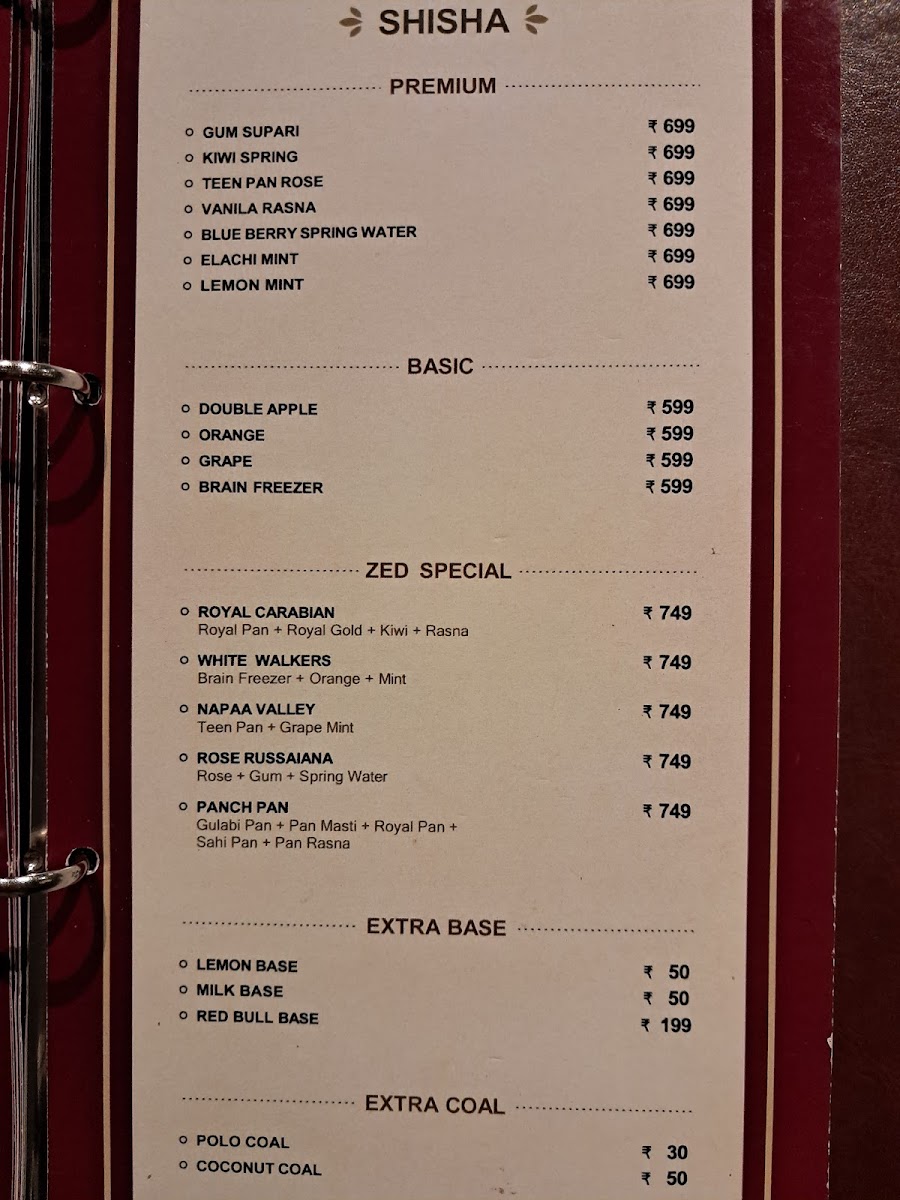 SHISHA
PREMIUM
GUM SUPARI ₹ 699
KIWI SPRING ₹ 699
TEEN PAN ROSE ₹ 699
VANILA RASNA ₹ 699
BLUE BERRY SPRING WATER ₹ 699
ELACHI MINT ₹ 699
LEMON MINT ₹ 699
BASIC
DOUBLE APPLE ₹ 599
ORANGE ₹ 599
GRAPE ₹ 599
BRAIN FREEZER ₹ 599
ZED SPECIAL
ROYAL CARABIAN ₹ 749
Royal Pan + Royal Gold + Kiwi + Rasna
WHITE WALKERS ₹ 749
Brain Freezer + Orange + Mint
NAPAA VALLEY ₹ 749
Teen Pan + Grape Mint
ROSE RUSSAIANA ₹ 749
Rose + Gum + Spring Water
PANCH PAN ₹ 749
Gulabi Pan + Pan Masti + Royal Pan +
Sahi Pan + Pan Rasna
EXTRA BASE
LEMON BASE ₹ 50
MILK BASE ₹ 50
RED BULL BASE ₹ 199
EXTRA COAL
POLO COAL ₹ 30
COCONUT COAL ₹ 50